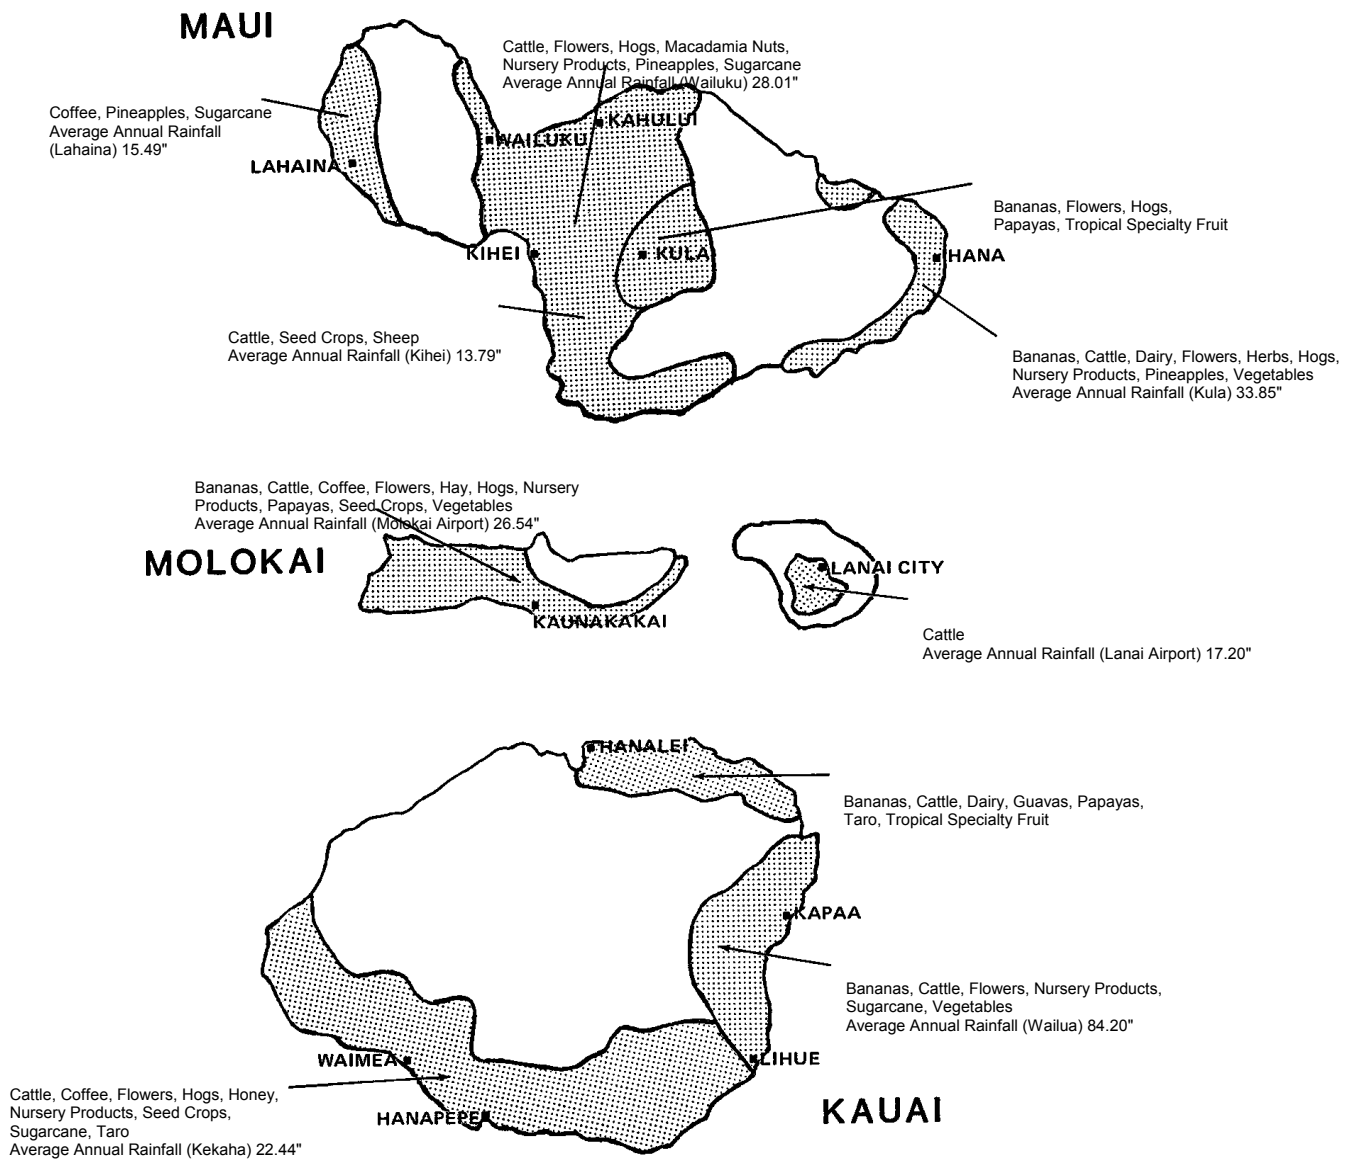 MAUI
Cattle, Flowers, Hogs, Macadamia Nuts,
Nursery Products, Pineapples, Sugarcane
Average Annual Rainfall (Wailuku) 28.01"
Coffee, Pineapples, Sugarcane
Average Annual Rainfall
(Lahaina) 15.49"
KAHULUI
WAILUKU
LAHAINA
Bananas, Flowers, Hogs,
Papayas, Tropical Specialty Fruit
KIHEI
KULA
HANA
Cattle, Seed Crops, Sheep
Average Annual Rainfall (Kihei) 13.79"
Bananas, Cattle, Dairy, Flowers, Herbs, Hogs,
Nursery Products, Pineapples, Vegetables
Average Annual Rainfall (Kula) 33.85"
Bananas, Cattle, Coffee, Flowers, Hay, Hogs, Nursery
Products, Papayas, Seed Crops, Vegetables
Average Annual Rainfall (Molokai Airport) 26.54"
MOLOKAI
LANAI CITY
KAUNAKAKAI
Cattle
Average Annual Rainfall (Lanai Airport) 17.20"
HANALEI
Bananas, Cattle, Dairy, Guavas, Papayas,
Taro, Tropical Specialty Fruit
KAPAA
Bananas, Cattle, Flowers, Nursery Products,
Sugarcane, Vegetables
Average Annual Rainfall (Wailua) 84.20"
WAIMEA
LIHUE
Cattle, Coffee, Flowers, Hogs, Honey,
Nursery Products, Seed Crops,
Sugarcane, Taro
Average Annual Rainfall (Kekaha) 22.44"
HANAPEPE
KAUAI